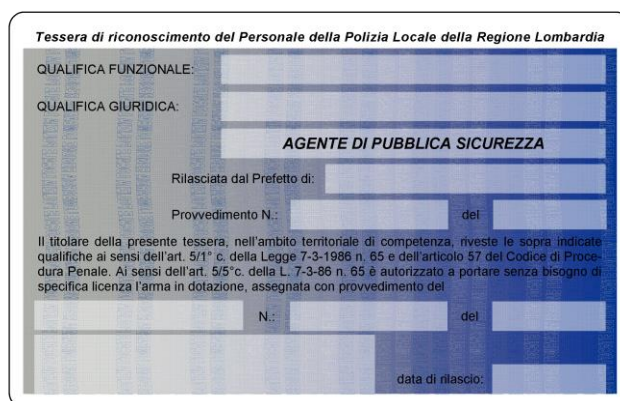 Tessera di riconoscimento del Personale della Polizia Locale della Regione Lombardia
QUALIFICA FUNZIONALE:
QUALIFICA GIURIDICA:
AGENTE DI PUBBLICA SICUREZZA
Rilasciata dal Prefetto di:
Provvedimento N.: del
Il titolare della presente tessera, nell'ambito territoriale di competenza, riveste le sopra indicate
qualifiche ai sensi dell'art. 5/1° c. della Legge 7-3-1986 n. 65 e dell'articolo 57 del Codice di Proce-
dura Penale. Ai sensi dell'art. 5/5°c. della L. 7-3-86 n. 65 è autorizzato a portare senza bisogno di
specifica licenza l'arma in dotazione, assegnata con provvedimento del
N.: del
data di rilascio: